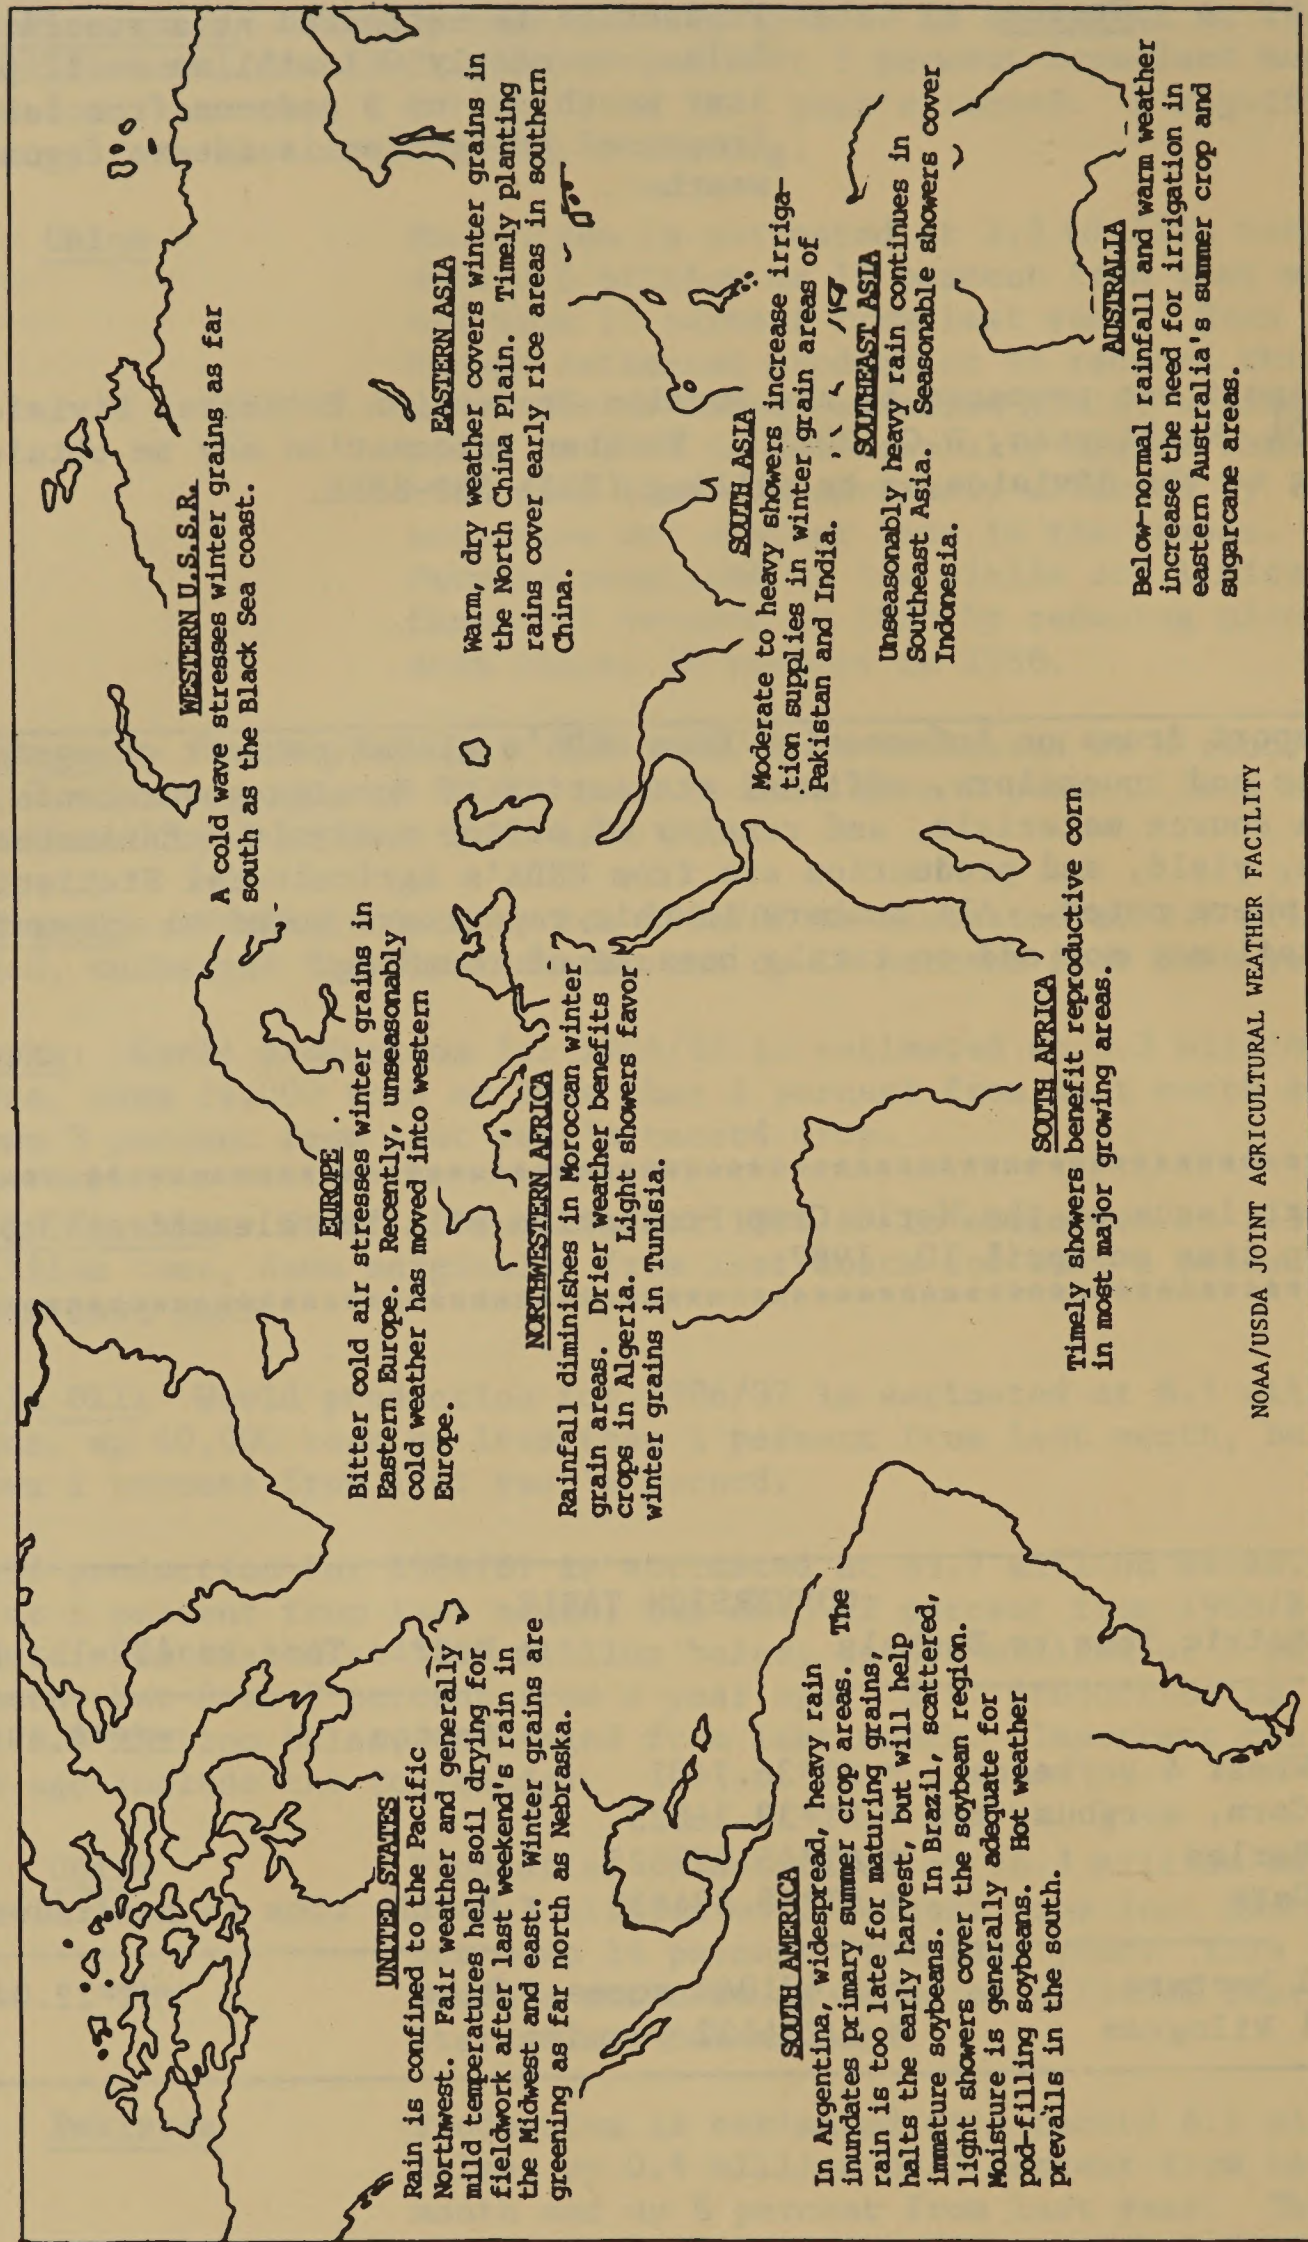 UNITED STATES
Rain is confined to the Pacific
Northwest. Fair weather and generally
mild temperatures help soil drying for
fieldwork after last weekend's rain in
the Midwest and east. Winter grains are
greening as far north as Nebraska.
SOUTH AMERICA
In Argentina, widespread, heavy rain
inundates primary summer crop areas. The
rain is too late for maturing grains,
halts the early harvest, but will help
immature soybeans. In Brazil, scattered,
light showers cover the soybean region.
Moisture is generally adequate for
pod-filling soybeans. Hot weather
prevails in the south.
EUROPE
Bitter cold air stresses winter grains in
Eastern Europe. Recently, unseasonably
cold weather has moved into western
Europe.
NORTHWESTERN AFRICA
Rainfall diminishes in Moroccan winter
grain areas. Drier weather benefits
crops in Algeria. Light showers favor
winter grains in Tunisia.
SOUTH AFRICA
Timely showers benefit reproductive corn
in most major growing areas.
WESTERN U.S.S.R.
A cold wave stresses winter grains as far
south as the Black Sea coast.
EASTERN ASIA
Warm, dry weather covers winter grains in
the North China Plain. Timely planting
rains cover early rice areas in southern
China.
SOUTH ASIA
Moderate to heavy showers increase irriga-
tion supplies in winter grain areas of
Pakistan and India.
SOUTHEAST ASIA
Unseasonably heavy rain continues in
Southeast Asia. Seasonable showers cover
Indonesia.
AUSTRALIA
Below-normal rainfall and warm weather
increase the need for irrigation in
eastern Australia's summer crop and
sugarcane areas.
NOAA/USDA JOINT AGRICULTURAL WEATHER FACILITY